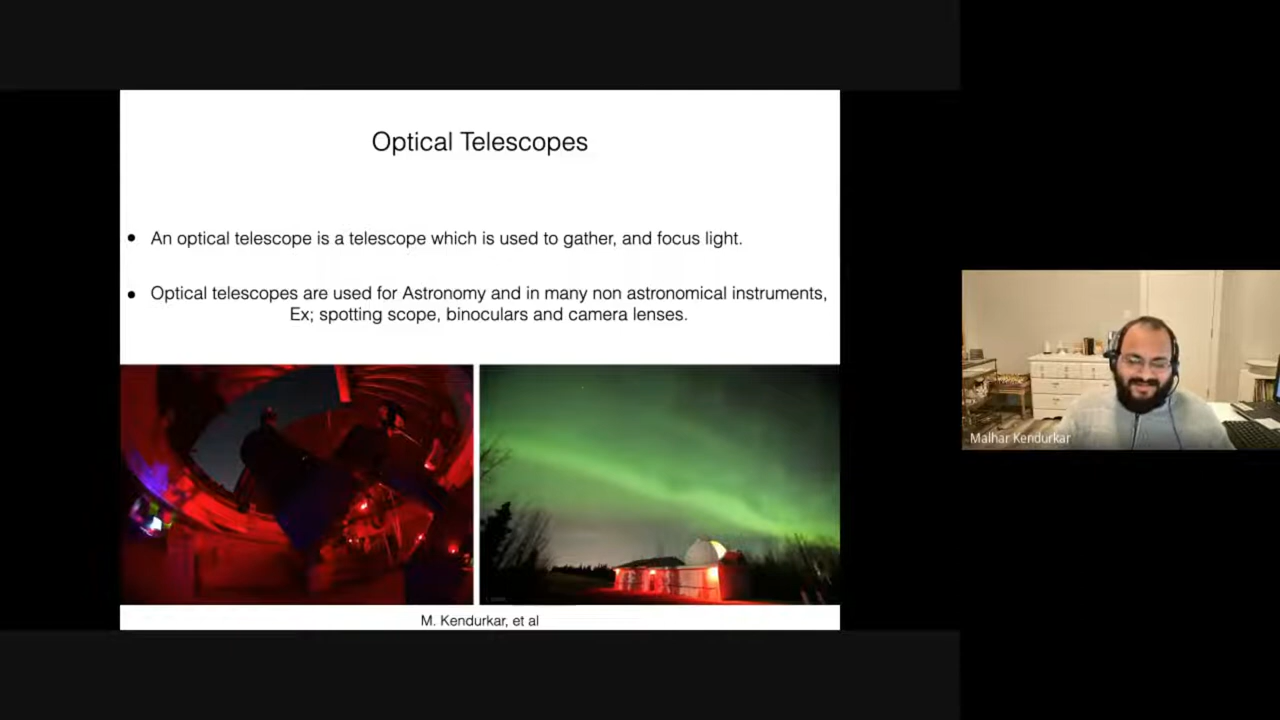 Optical Telescopes
• An optical telescope is a telescope which is used to gather, and focus light.
• Optical telescopes are used for Astronomy and in many non astronomical instruments,
Ex; spotting scope, binoculars and camera lenses.
M. Kendurkar, et al
Malhar Kendurkar